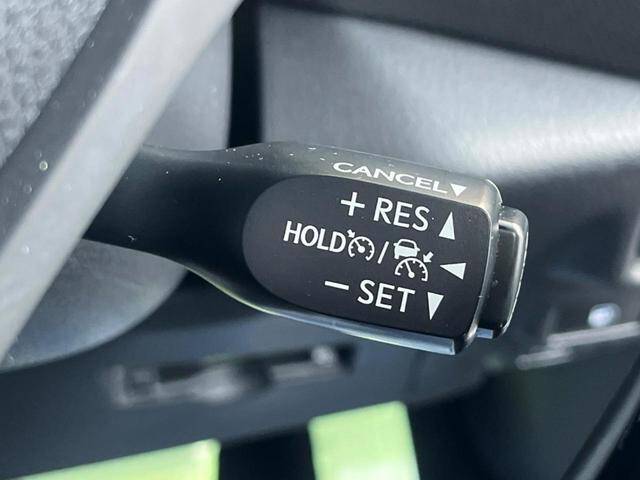 CANCEL▼
+ RES ▲
HOLD / ◀
− SET ▼